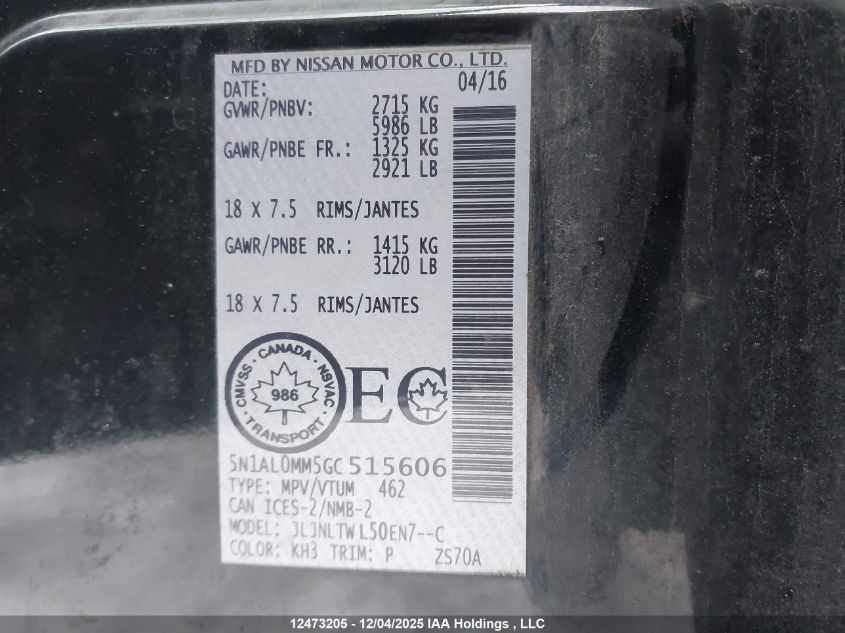 MFD BY NISSAN MOTOR CO., LTD.
DATE: 04/16
GVWR/PNBV: 2715 KG
5986 LB
GAWR/PNBE FR.: 1325 KG
2921 LB
18 X 7.5 RIMS/JANTES
GAWR/PNBE RR.: 1415 KG
3120 LB
18 X 7.5 RIMS/JANTES
CMVSS · CANADA · NSVAC
986
TRANSPORT
EC
5N1AL0MM5GC515606
TYPE: MPV/VTUM 462
CAN ICES-2/NMB-2
MODEL: JLJNLTWL50EN7--C
COLOR: KH3 TRIM: P ZS70A
12473205 - 12/04/2025 IAA Holdings , LLC